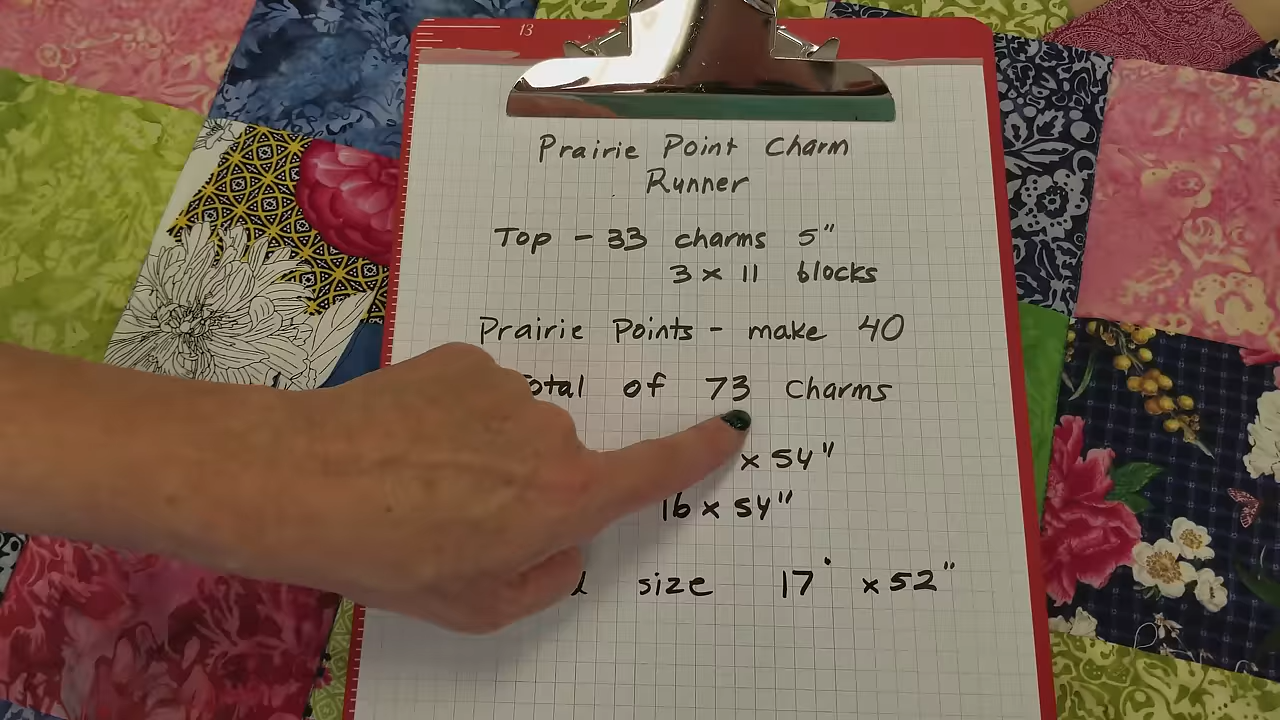 13
Prairie Point Charm
Runner
Top - 33 charms 5"
3 x 11 blocks
Prairie Points - make 40
Total of 73 Charms
x 54"
16 x 54"
size 17" x 52"